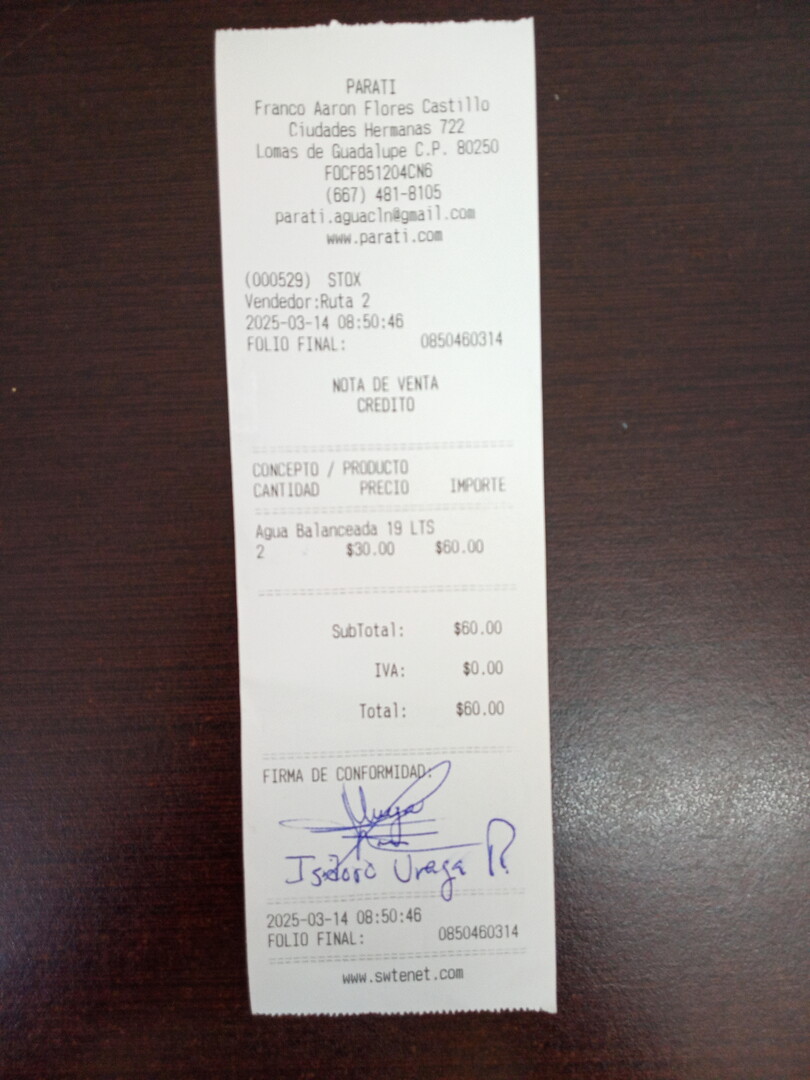 PARATI
Franco Aaron Flores Castillo
Ciudades Hermanas 722
Lomas de Guadalupe C.P. 80250
FOCF851204CN6
(667) 481-8105
parati.aguacln@gmail.com
www.parati.com
(000529) STOX
Vendedor:Ruta 2
2025-03-14 08:50:46
FOLIO FINAL: 0850460314
NOTA DE VENTA
CREDITO
CONCEPTO / PRODUCTO
CANTIDAD PRECIO IMPORTE
Agua Balanceada 19 LTS
2 $30.00 $60.00
SubTotal: $60.00
IVA: $0.00
Total: $60.00
FIRMA DE CONFORMIDAD:
Isidoro Uraga R.
2025-03-14 08:50:46
FOLIO FINAL: 0850460314
www.swtenet.com